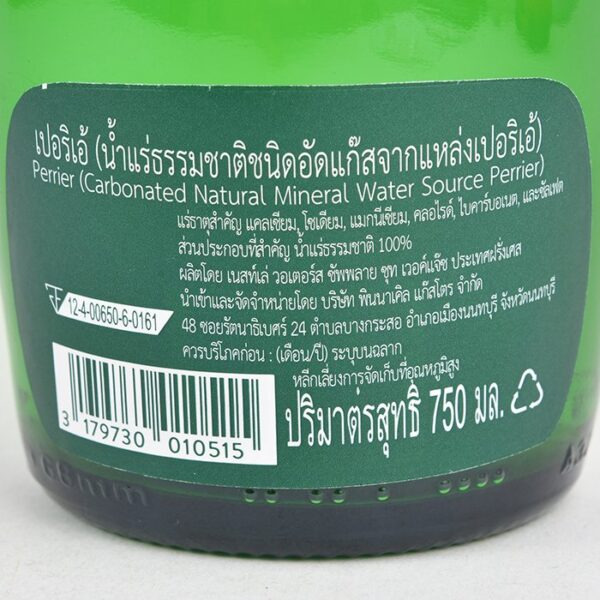 เปอริเอ้ (น้ำแร่ธรรมชาติชนิดอัดแก๊สจากแหล่งเปอริเอ้)
Perrier (Carbonated Natural Mineral Water Source Perrier)
แร่ธาตุสำคัญ แคลเซียม, โซเดียม, แมกนีเซียม, คลอไรด์, ไบคาร์บอเนต, และซัลเฟต
ส่วนประกอบที่สำคัญ น้ำแร่ธรรมชาติ 100%
ผลิตโดย เนสท์เล่ วอเตอร์ส ซัพพลาย ซุท เวอค์แจ๊ซ ประเทศฝรั่งเศส
นำเข้าและจัดจำหน่ายโดย บริษัท พินนาเคิล แก๊สโตร จำกัด
12-4-00650-6-0161
48 ซอยรัตนาธิเบศร์ 24 ตำบลบางกระสอ อำเภอเมืองนนทบุรี จังหวัดนนทบุรี
ควรบริโภคก่อน : (เดือน/ปี) ระบุบนฉลาก
หลีกเลี่ยงการจัดเก็บที่อุณหภูมิสูง
ปริมาตรสุทธิ 750 มล.
3 179730 010515